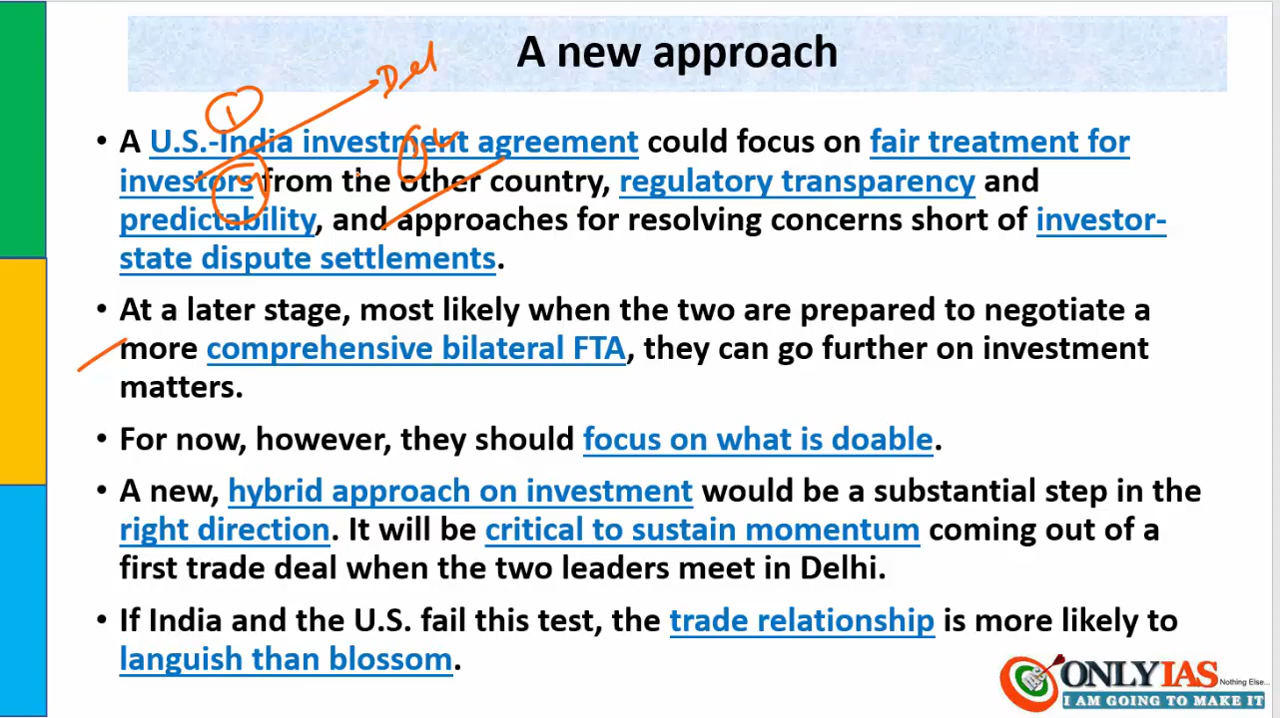 A new approach
• A U.S.-India investment agreement could focus on fair treatment for
investors from the other country, regulatory transparency and
predictability, and approaches for resolving concerns short of investor-
state dispute settlements.
• At a later stage, most likely when the two are prepared to negotiate a
more comprehensive bilateral FTA, they can go further on investment
matters.
• For now, however, they should focus on what is doable.
• A new, hybrid approach on investment would be a substantial step in the
right direction. It will be critical to sustain momentum coming out of a
first trade deal when the two leaders meet in Delhi.
• If India and the U.S. fail this test, the trade relationship is more likely to
languish than blossom.
ONLYIAS
Nothing Else...
I AM GOING TO MAKE IT